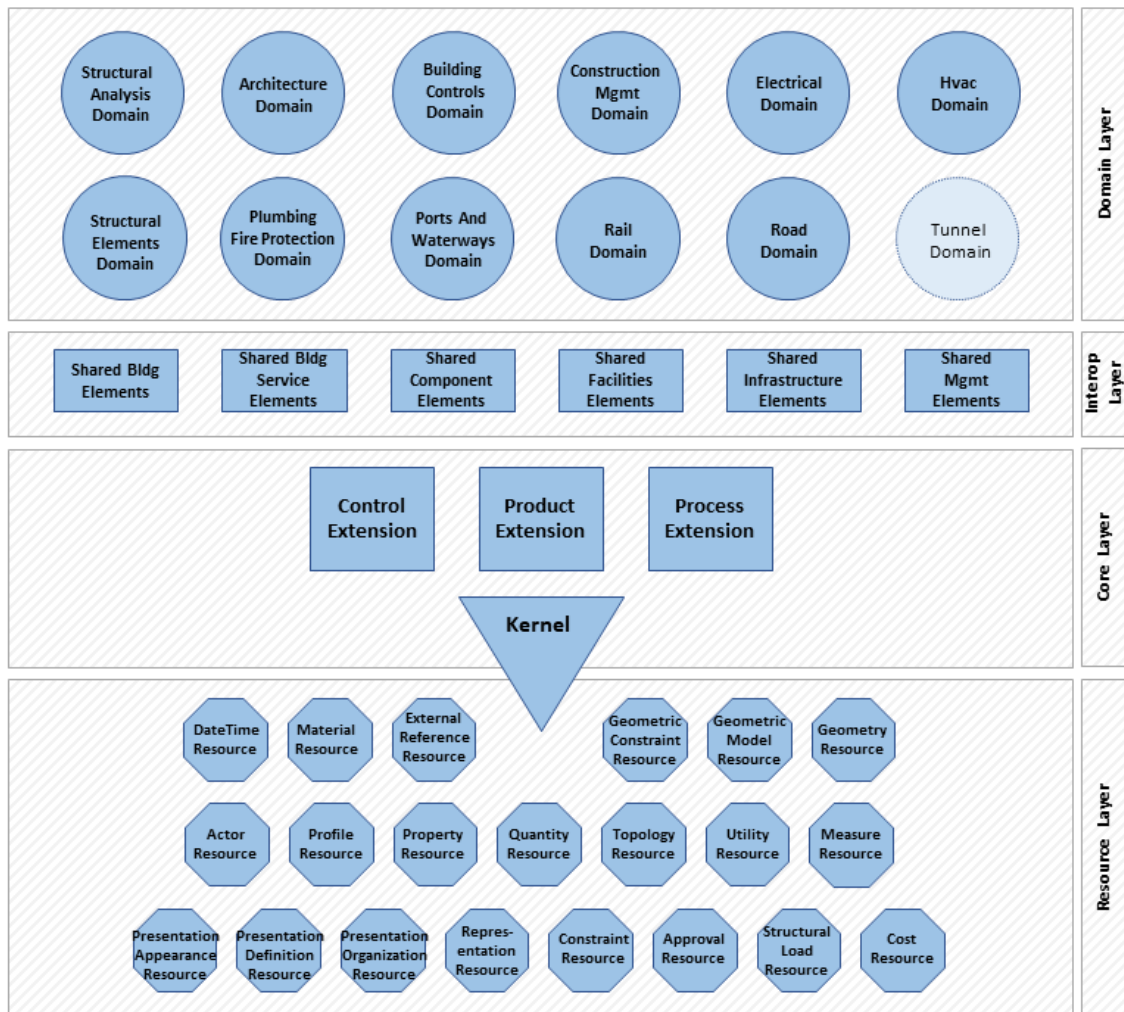 Structural
Analysis
Domain
Architecture
Domain
Building
Controls
Domain
Construction
Mgmt
Domain
Electrical
Domain
Hvac
Domain
Structural
Elements
Domain
Plumbing
Fire Protection
Domain
Ports And
Waterways
Domain
Rail
Domain
Road
Domain
Tunnel
Domain
Domain Layer
Shared Bldg
Elements
Shared Bldg
Service
Elements
Shared
Component
Elements
Shared
Facilities
Elements
Shared
Infrastructure
Elements
Shared
Mgmt
Elements
Interop
Layer
Control
Extension
Product
Extension
Process
Extension
Kernel
Core Layer
DateTime
Resource
Material
Resource
External
Reference
Resource
Geometric
Constraint
Resource
Geometric
Model
Resource
Geometry
Resource
Actor
Resource
Profile
Resource
Property
Resource
Quantity
Resource
Topology
Resource
Utility
Resource
Measure
Resource
Presentation
Appearance
Resource
Presentation
Definition
Resource
Presentation
Organization
Resource
Repres-
entation
Resource
Constraint
Resource
Approval
Resource
Structural
Load
Resource
Cost
Resource
Resource Layer